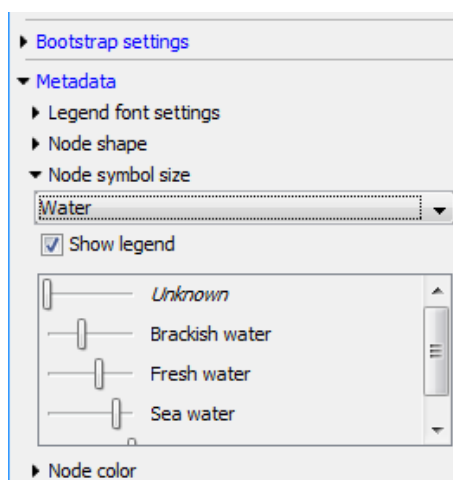 Bootstrap settings
Metadata
Legend font settings
Node shape
Node symbol size
Water
Show legend
Unknown
Brackish water
Fresh water
Sea water
Node color